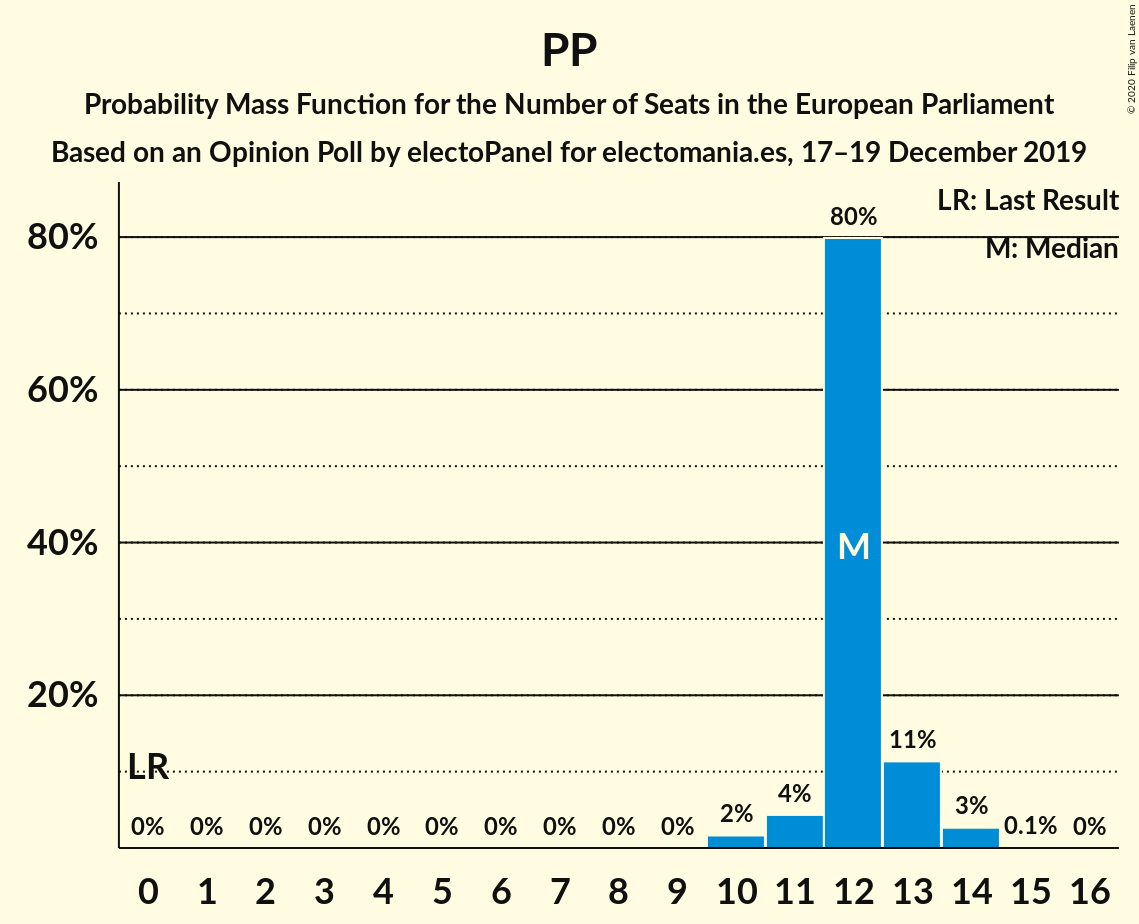 PP
Probability Mass Function for the Number of Seats in the European Parliament
Based on an Opinion Poll by electoPanel for electomania.es, 17–19 December 2019
© 2020 Filip van Laenen
LR: Last Result
M: Median
80%
60%
40%
20%
LR
M
0% 0% 0% 0% 0% 0% 0% 0% 0% 0% 2% 4% 80% 11% 3% 0.1% 0%
0 1 2 3 4 5 6 7 8 9 10 11 12 13 14 15 16